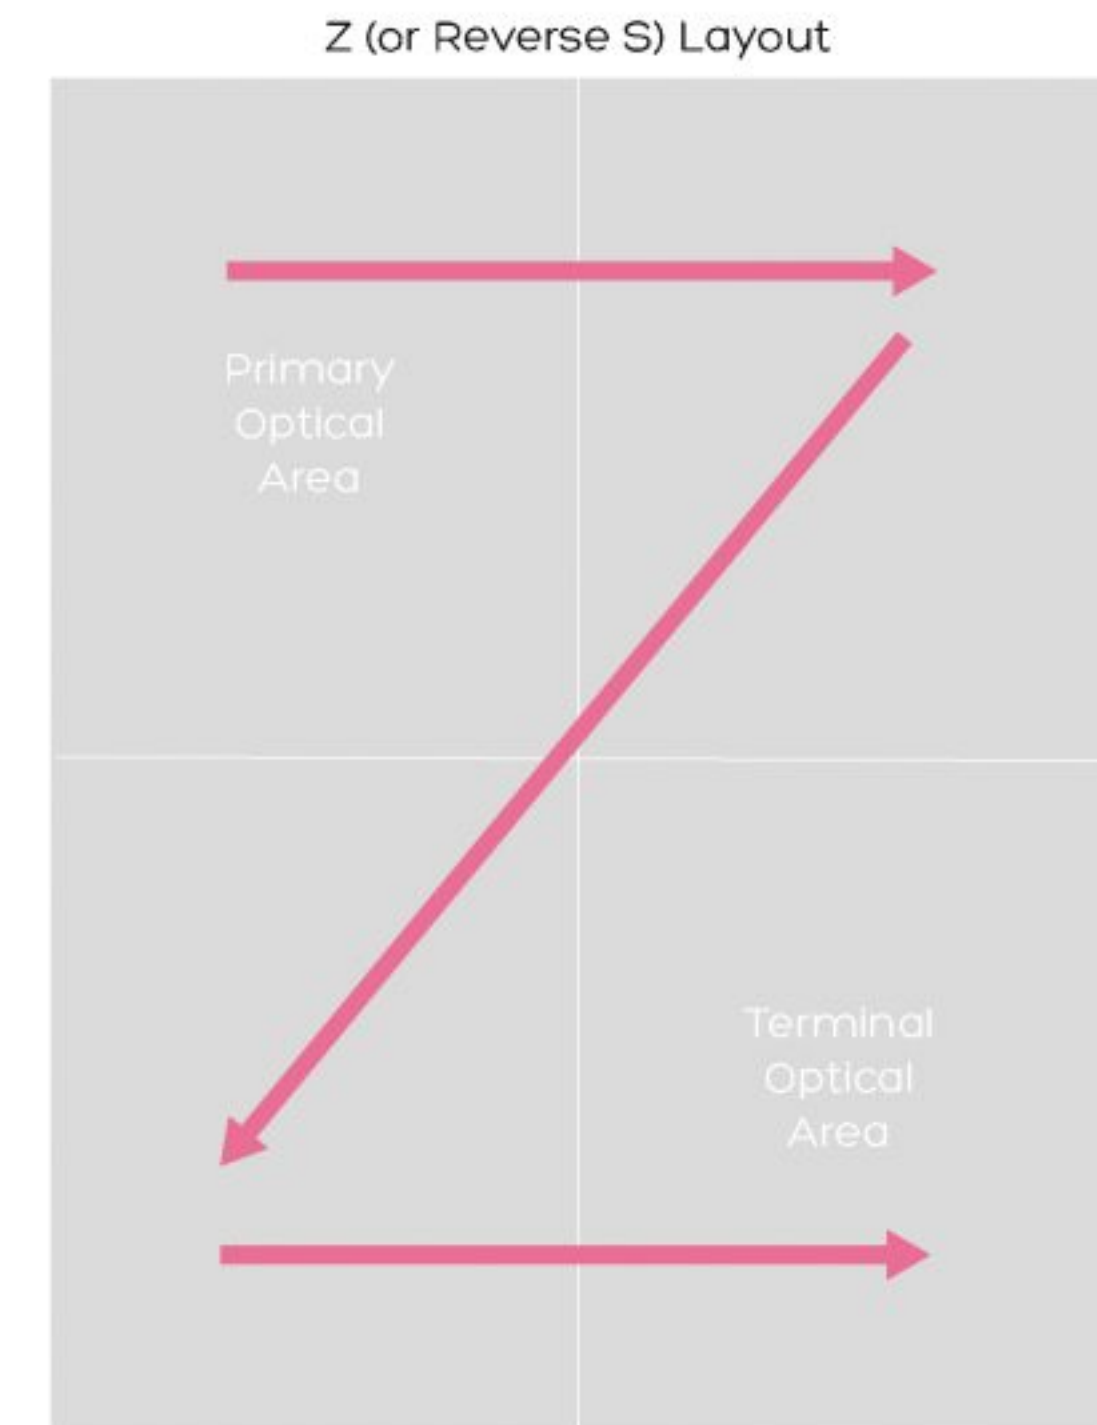 Z (or Reverse S) Layout
Primary
Optical
Area
Terminal
Optical
Area